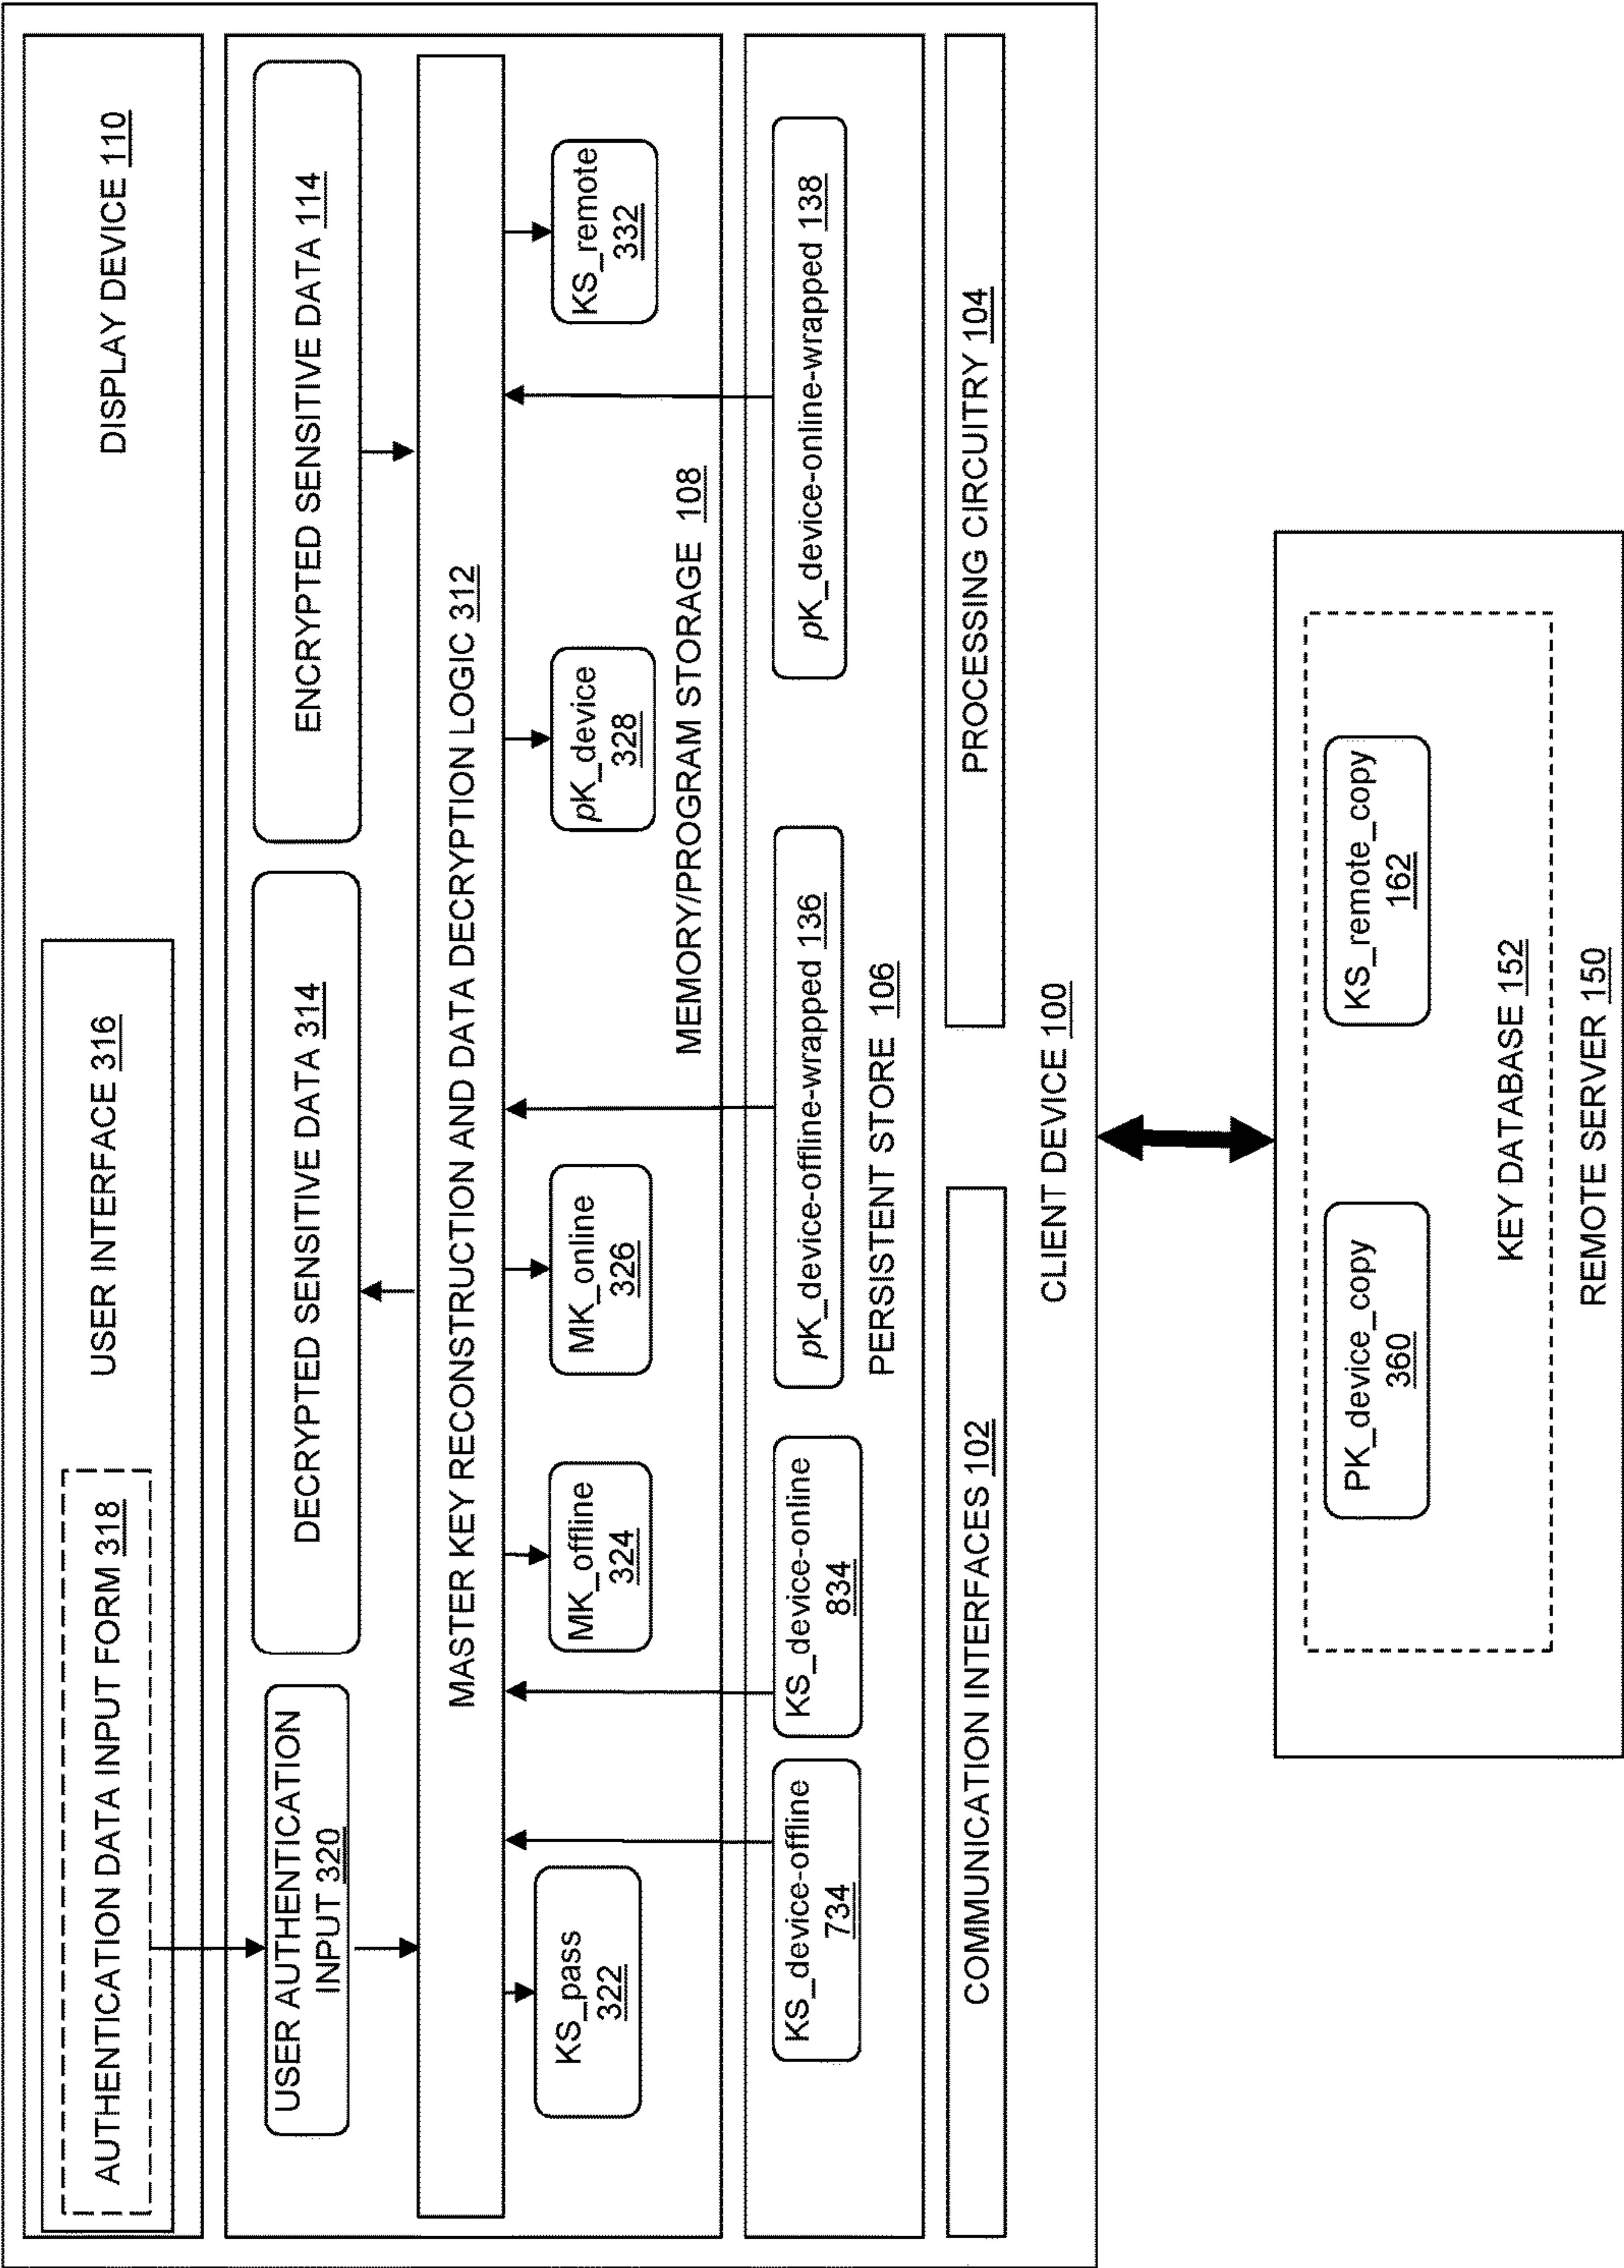 AUTHENTICATION DATA INPUT FORM 318
USER INTERFACE 316
DISPLAY DEVICE 110
USER AUTHENTICATION
INPUT 320
DECRYPTED SENSITIVE DATA 314
ENCRYPTED SENSITIVE DATA 114
MASTER KEY RECONSTRUCTION AND DATA DECRYPTION LOGIC 312
KS_pass
322
MK_offline
324
MK_online
326
pK_device
328
KS_remote
332
MEMORY/PROGRAM STORAGE 108
KS_device-offline
734
KS_device-online
834
pK_device-offline-wrapped 136
pK_device-online-wrapped 138
PERSISTENT STORE 106
COMMUNICATION INTERFACES 102
PROCESSING CIRCUITRY 104
CLIENT DEVICE 100
PK_device_copy
360
KS_remote_copy
162
KEY DATABASE 152
REMOTE SERVER 150